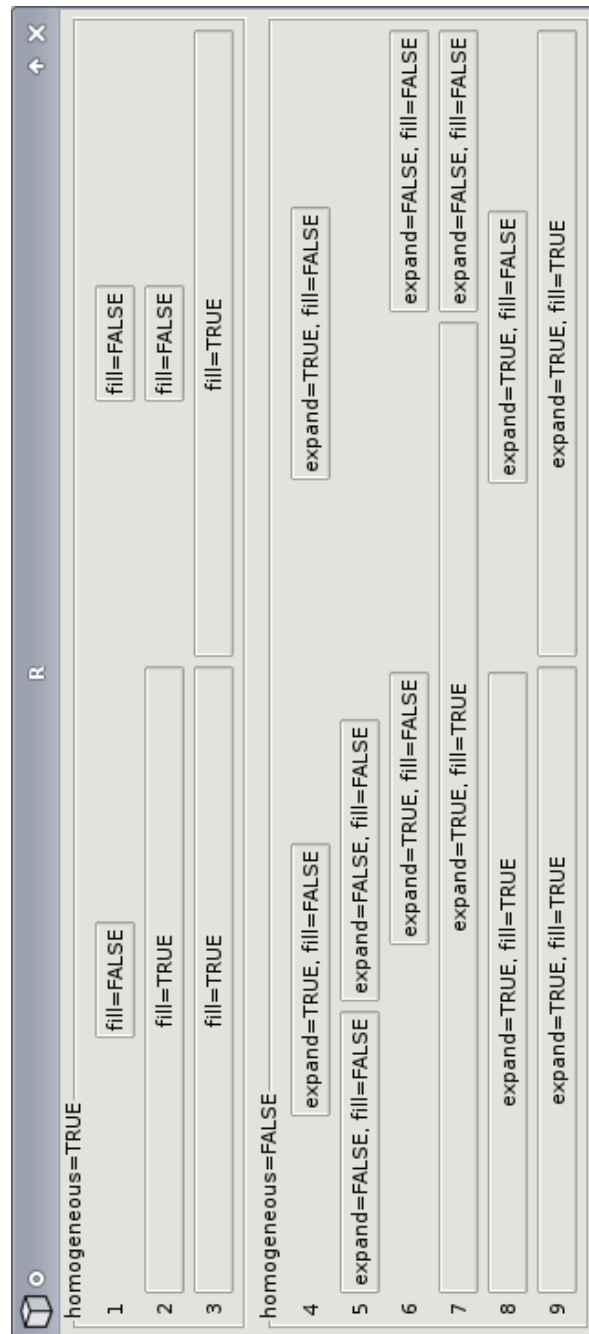 R
homogeneous=TRUE
1 fill=FALSE fill=FALSE
2 fill=TRUE fill=FALSE
3 fill=TRUE fill=TRUE
homogeneous=FALSE
4 expand=TRUE, fill=FALSE expand=TRUE, fill=FALSE
5 expand=FALSE, fill=FALSE expand=FALSE, fill=FALSE
6 expand=TRUE, fill=FALSE expand=FALSE, fill=FALSE
7 expand=TRUE, fill=TRUE expand=FALSE, fill=FALSE
8 expand=TRUE, fill=TRUE expand=TRUE, fill=FALSE
9 expand=TRUE, fill=TRUE expand=TRUE, fill=TRUE